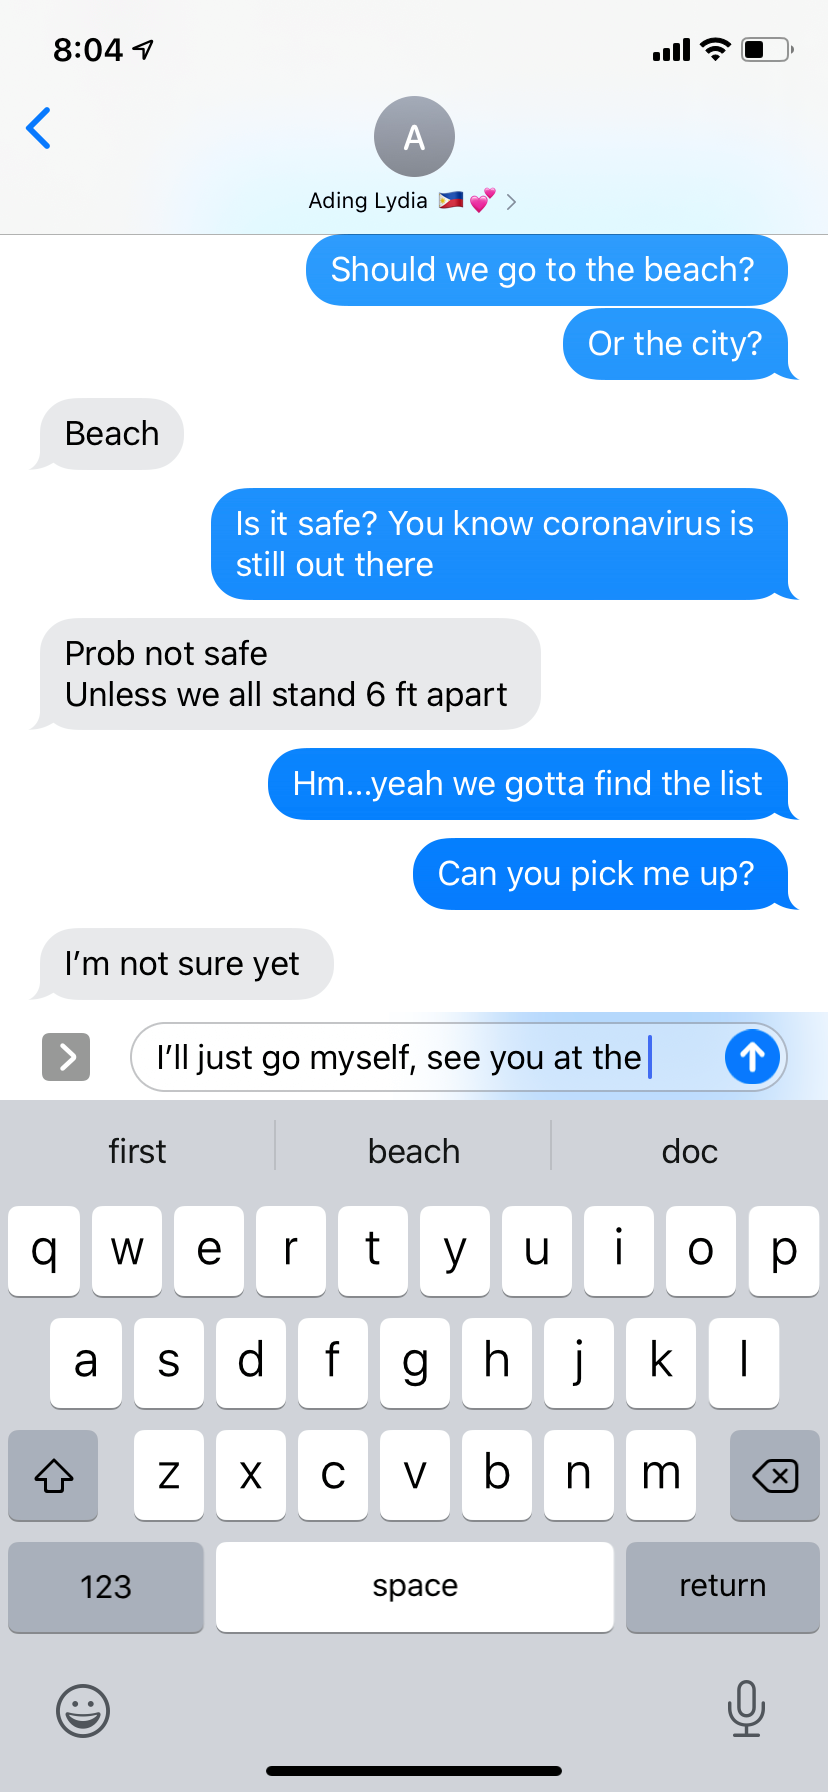 8:04
A
Ading Lydia 🇵🇭💕
Should we go to the beach?
Or the city?
Beach
Is it safe? You know coronavirus is
still out there
Prob not safe
Unless we all stand 6 ft apart
Hm...yeah we gotta find the list
Can you pick me up?
I’m not sure yet
I’ll just go myself, see you at the
first beach doc
q w e r t y u i o p
a s d f g h j k l
z x c v b n m
123 space return